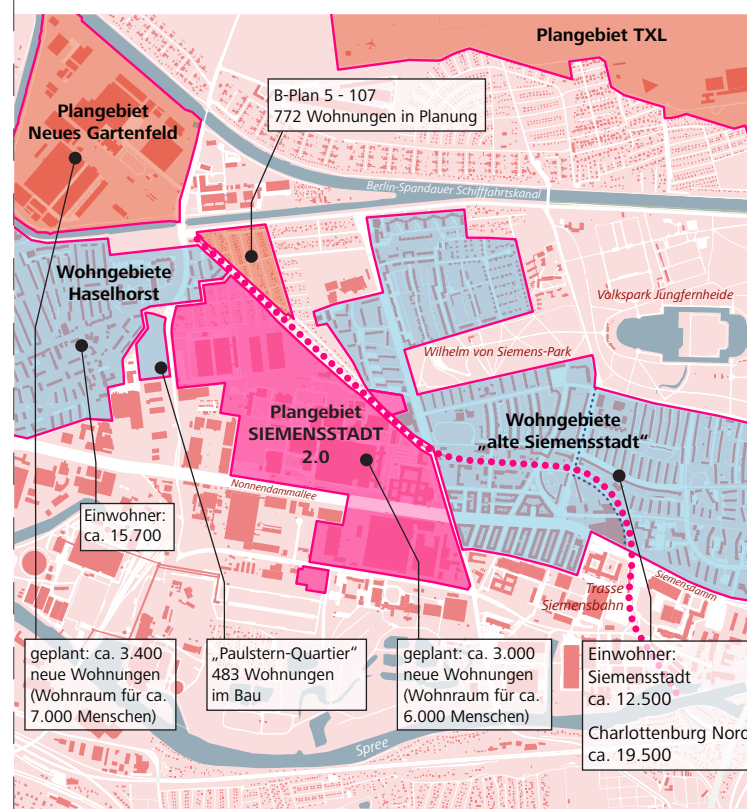 Plangebiet TXL
Plangebiet
Neues Gartenfeld
B-Plan 5 - 107
772 Wohnungen in Planung
Berlin-Spandauer Schifffahrtskanal
Wohngebiete
Haselhorst
Volkspark Jungfernheide
Wilhelm von Siemens-Park
Plangebiet
SIEMENSSTADT
2.0
Wohngebiete
„alte Siemensstadt“
Nonnendammallee
Einwohner:
ca. 15.700
Siemensdamm
Trasse
Siemensbahn
geplant: ca. 3.400
neue Wohnungen
(Wohnraum für ca.
7.000 Menschen)
„Paulstern-Quartier“
483 Wohnungen
im Bau
geplant: ca. 3.000
neue Wohnungen
(Wohnraum für ca.
6.000 Menschen)
Einwohner:
Siemensstadt
ca. 12.500
Charlottenburg Nord
ca. 19.500
Spree